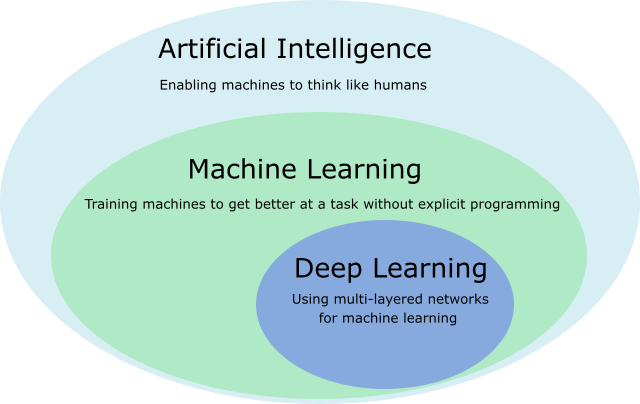 Artificial Intelligence
Enabling machines to think like humans
Machine Learning
Training machines to get better at a task without explicit programming
Deep Learning
Using multi-layered networks
for machine learning